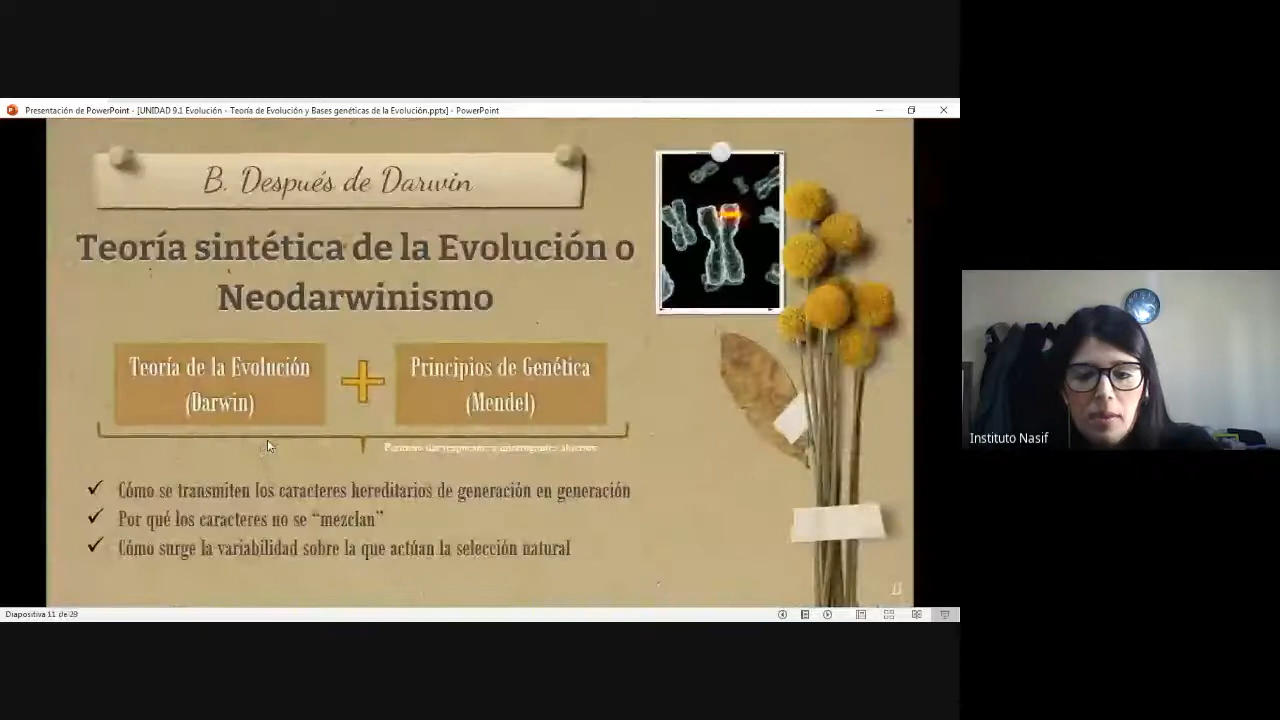 Presentación de PowerPoint - [UNIDAD 9.1 Evolución - Teoría de Evolución y Bases genéticas de la Evolución.pptx] - PowerPoint
B. Después de Darwin
Teoría sintética de la Evolución o
Neodarwinismo
Teoría de la Evolución
(Darwin)
Principios de Genética
(Mendel)
✓ Cómo se transmiten los caracteres hereditarios de generación en generación
✓ Por qué los caracteres no se “mezclan”
✓ Cómo surge la variabilidad sobre la que actúan la selección natural
11
Diapositiva 11 de 29
Instituto Nasif